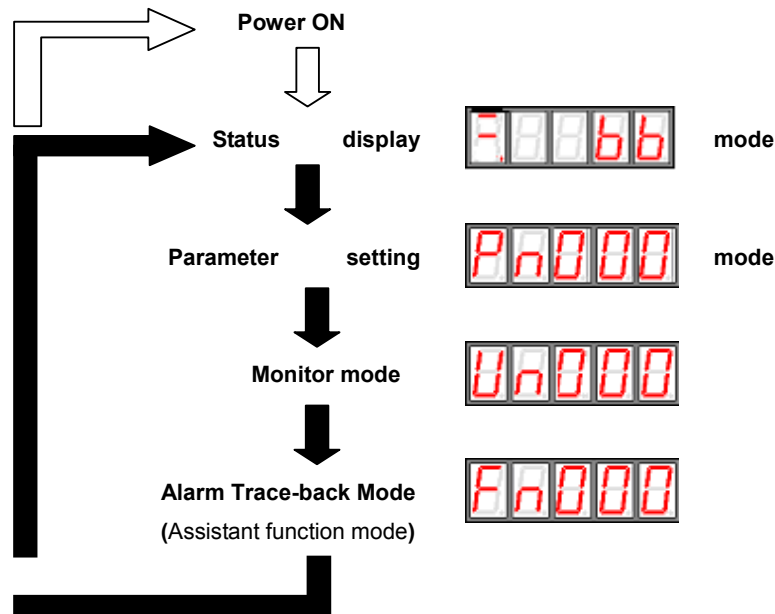 Power ON
Status display bb mode
Parameter setting Pn000 mode
Monitor mode Un000
Alarm Trace-back Mode Fn000
(Assistant function mode)